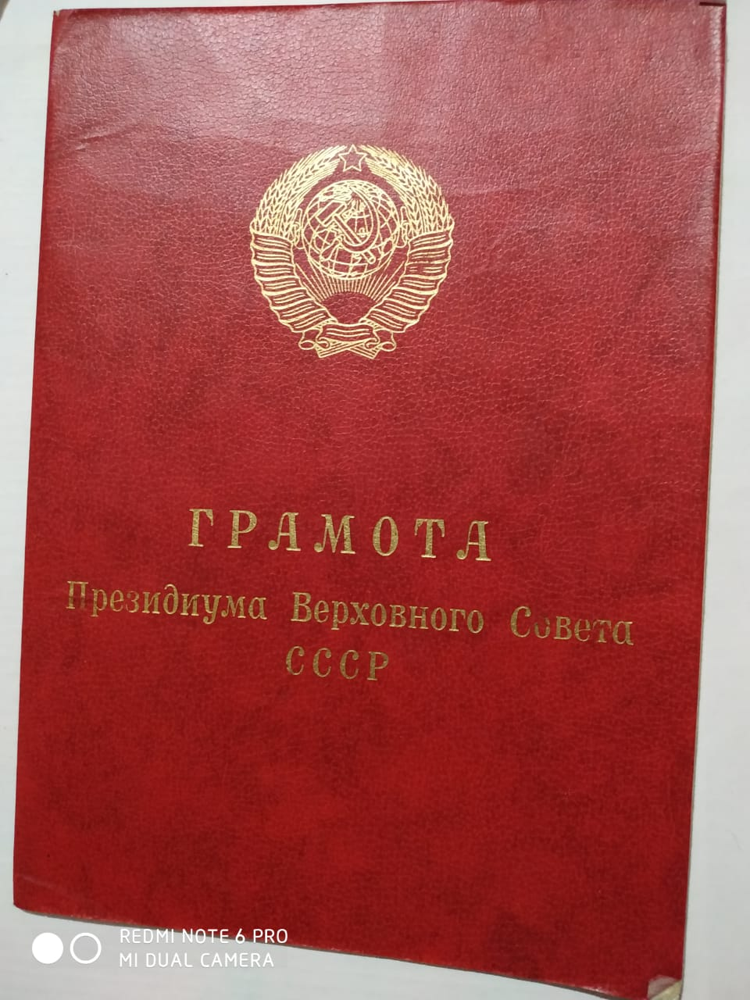 ГРАМОТА
Президиума Верховного Совета
СССР
REDMI NOTE 6 PRO
MI DUAL CAMERA